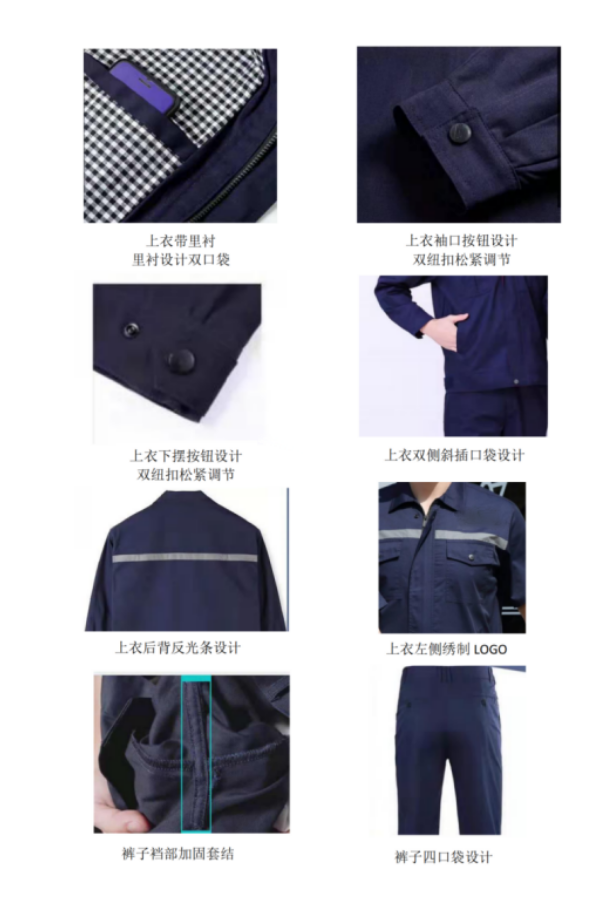 上衣带里衬
上衣袖口按钮设计
里衬设计双口袋
双纽扣松紧调节
上衣下摆按钮设计
上衣双侧斜插口袋设计
双纽扣松紧调节
上衣后背反光条设计
上衣左侧绣制 LOGO
裤子裆部加固套结
裤子四口袋设计